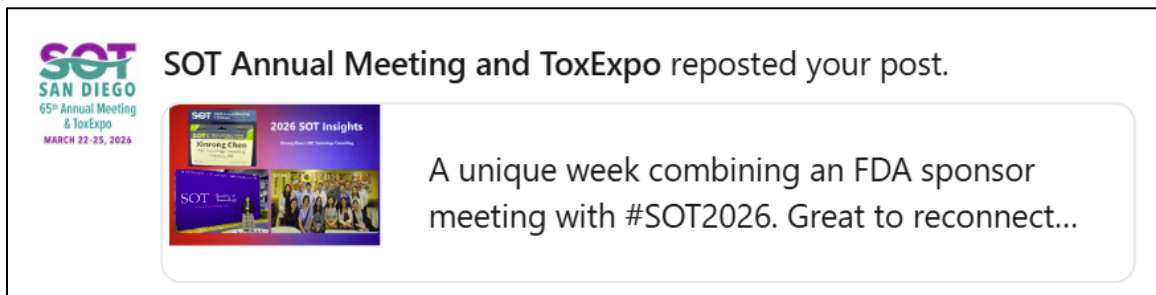 SOT
SAN DIEGO
65th Annual Meeting
& ToxExpo
MARCH 22-25, 2026
SOT Annual Meeting and ToxExpo reposted your post.
SOT
Xinrong Chen
2026 SOT Insights
SOT
A unique week combining an FDA sponsor
meeting with #SOT2026. Great to reconnect...